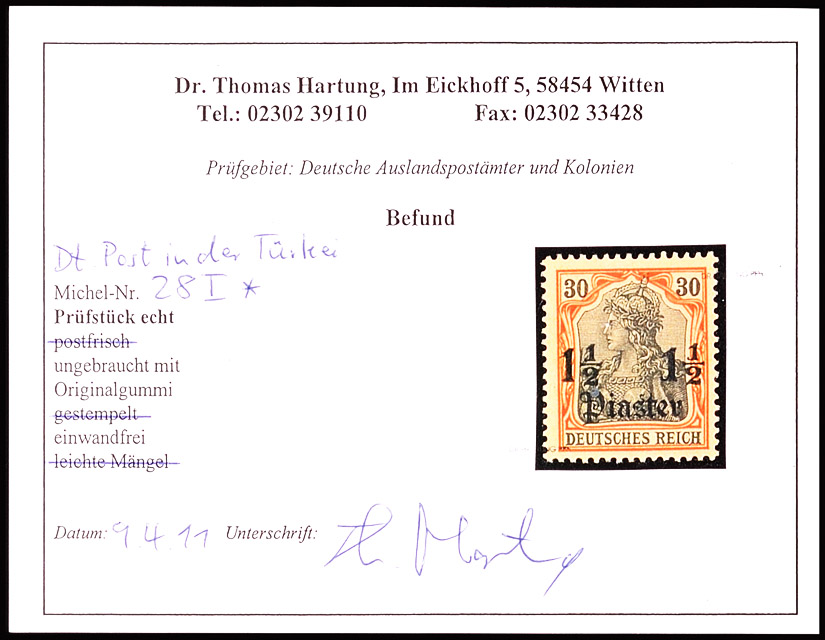 Dr. Thomas Hartung, Im Eickhoff 5, 58454 Witten
Tel.: 02302 39110 Fax: 02302 33428
Prüfgebiet: Deutsche Auslandspostämter und Kolonien
Befund
Dt. Post in der Türkei
Michel-Nr. 28 I *
Prüfstück echt
postfrisch
ungebraucht mit
Originalgummi
gestempelt
einwandfrei
leichte Mängel
30 30
1 1/2 1 1/2
Piaster
DEUTSCHES REICH
Datum: 9.4.11 Unterschrift: Th. Hartung